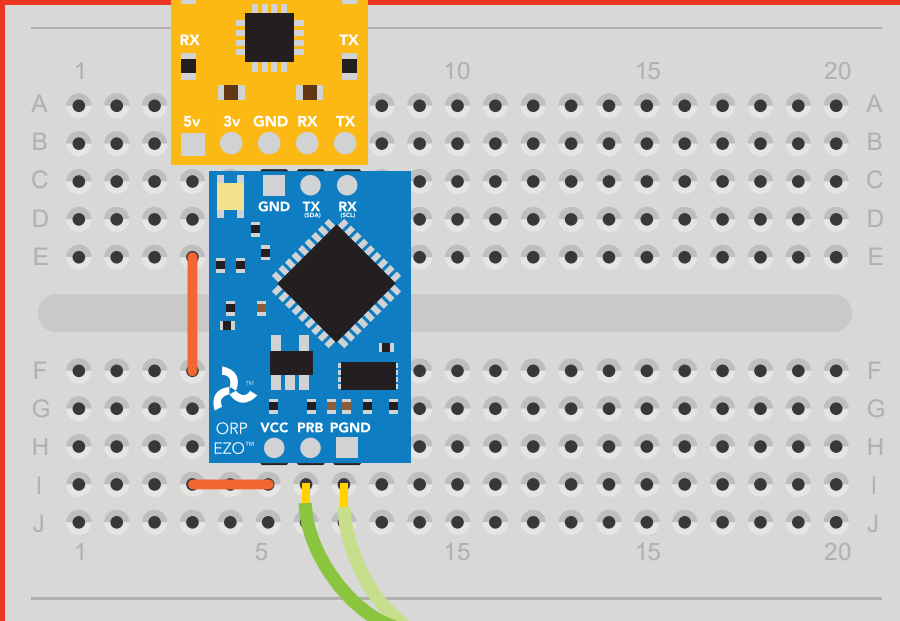 RX TX
1 10 15 20
A A
5v 3v GND RX TX
B B
C C
GND TX RX
(SDA) (SCL)
D D
E E
F F
TM
G G
ORP VCC PRB PGND
H H
EZO™
I I
J J
1 5 15 15 20